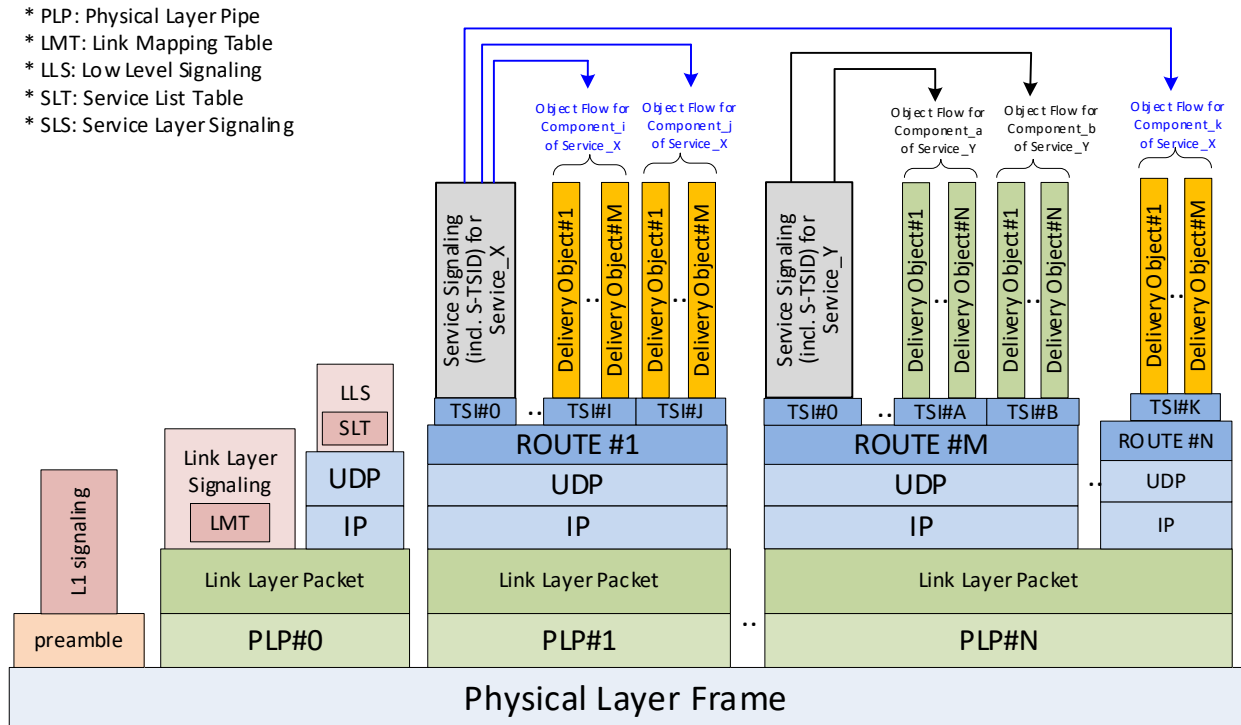 * PLP: Physical Layer Pipe
* LMT: Link Mapping Table
* LLS: Low Level Signaling
* SLT: Service List Table
* SLS: Service Layer Signaling
Object Flow for
Component_i
of Service_X
Object Flow for
Component_j
of Service_X
Object Flow for
Component_a
of Service_Y
Object Flow for
Component_b
of Service_Y
Object Flow for
Component_k
of Service_X
Service Signaling
(incl. S-TSID) for
Service_X
Delivery Object#1
..
Delivery Object#M
Delivery Object#1
..
Delivery Object#M
Service Signaling
(incl. S-TSID) for
Service_Y
Delivery Object#1
..
Delivery Object#N
Delivery Object#1
..
Delivery Object#N
Delivery Object#1
..
Delivery Object#M
TSI#0
..
TSI#I
TSI#J
TSI#0
..
TSI#A
TSI#B
TSI#K
LLS
SLT
ROUTE #1
ROUTE #M
ROUTE #N
Link Layer
Signaling
LMT
UDP
UDP
UDP
..
UDP
IP
IP
IP
IP
L1 signaling
Link Layer Packet
Link Layer Packet
Link Layer Packet
preamble
PLP#0
PLP#1
..
PLP#N
Physical Layer Frame